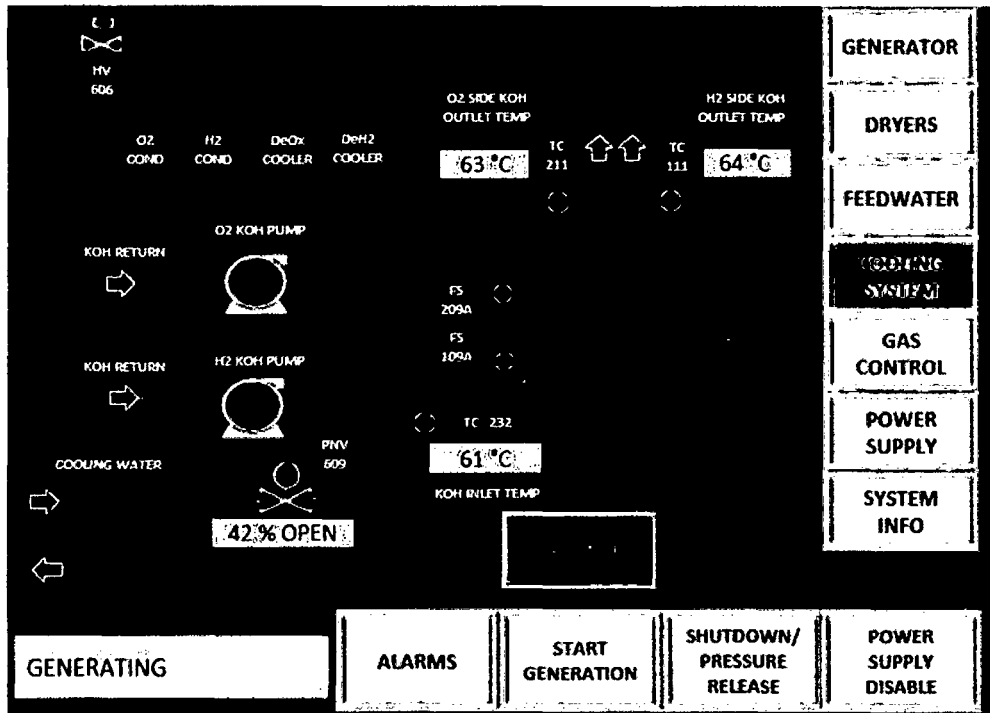 HV
606
O2 SIDE KOH
OUTLET TEMP
H2 SIDE KOH
OUTLET TEMP
O2
COND
H2
COND
DeOx
COOLER
DeH2
COOLER
63 °C
TC
211
TC
111
64 °C
KOH RETURN
O2 KOH PUMP
FS
209A
FS
109A
KOH RETURN
H2 KOH PUMP
TC 232
61 °C
KOH INLET TEMP
COOLING WATER
PNV
609
42 % OPEN
GENERATOR
DRYERS
FEEDWATER
COOLING
SYSTEM
GAS
CONTROL
POWER
SUPPLY
SYSTEM
INFO
GENERATING
ALARMS
START
GENERATION
SHUTDOWN/
PRESSURE
RELEASE
POWER
SUPPLY
DISABLE